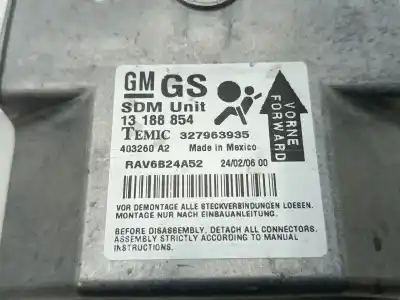 GM GS
SDM Unit
13 188 854
TEMIC 327963935
403260 A2 Made in Mexico
VORNE
FORWARD
RAV6B24A52 24/02/06 00
VOR DEMONTAGE ALLE STECKVERBINDUNGEN LOESEN.
MONTAGE NUR NACH EINBAUANLEITUNG.
BEFORE DISASSEMBLY, DETACH ALL CONNECTORS.
ASSEMBLY STRICTLY ACCORDING TO MANUAL
INSTRUCTIONS.